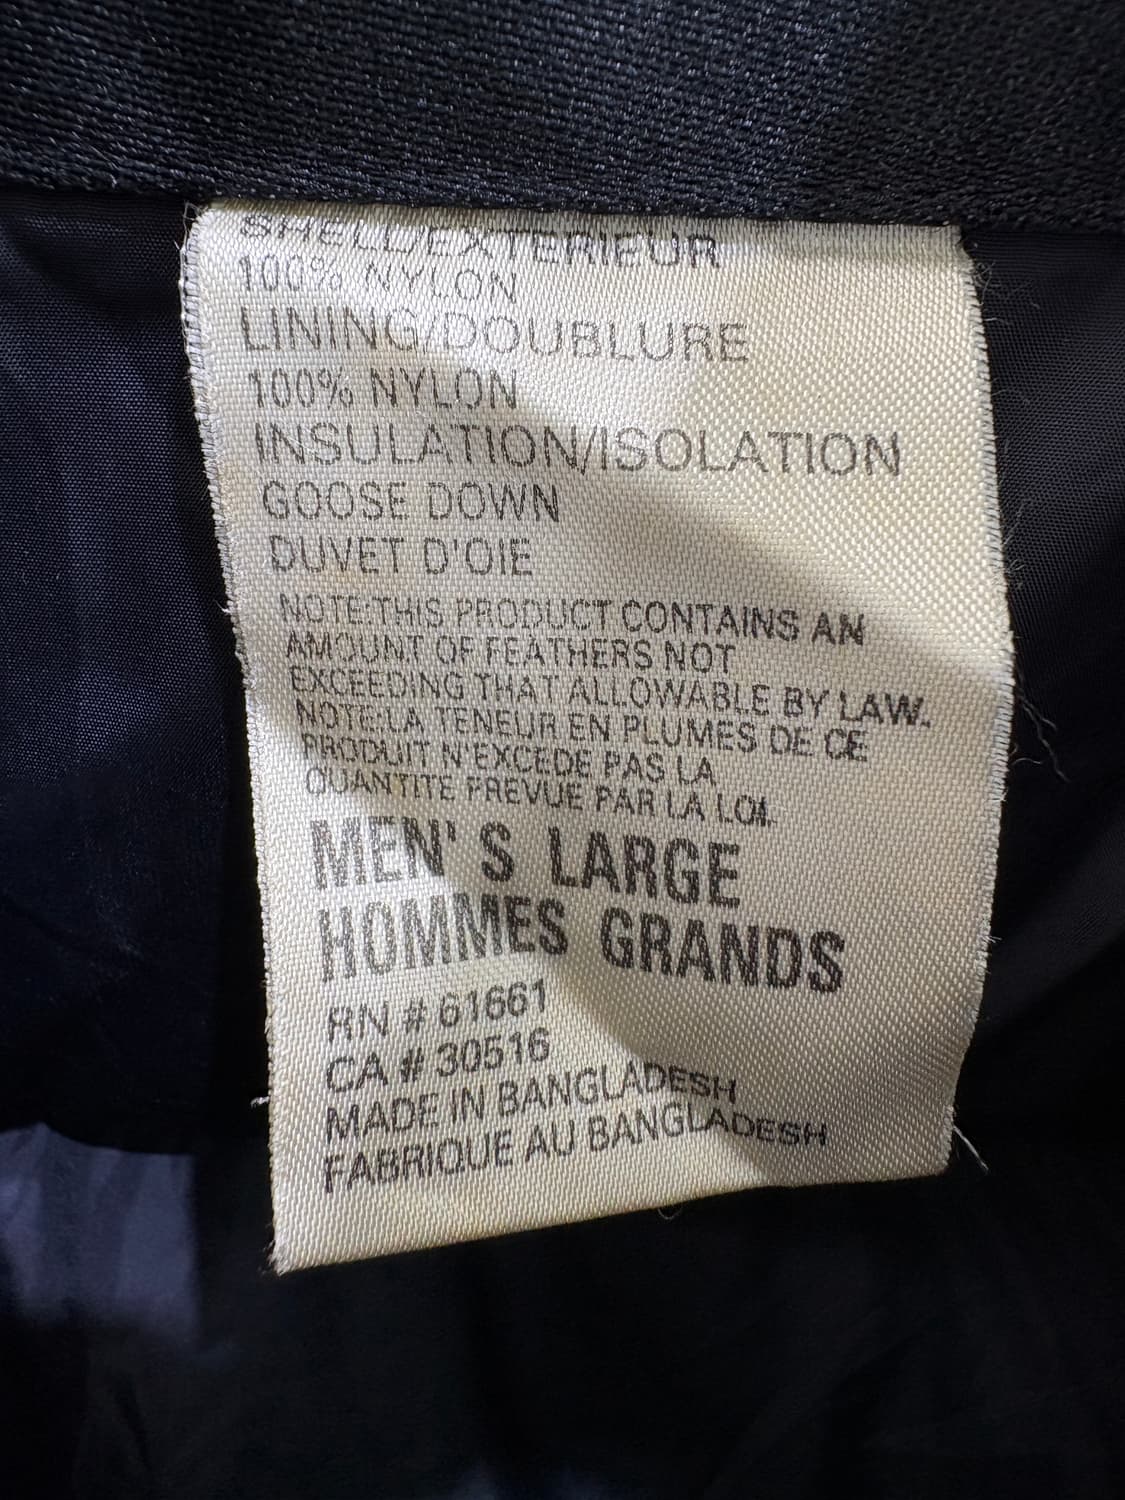 SHELL/EXTERIEUR
100% NYLON
LINING/DOUBLURE
100% NYLON
INSULATION/ISOLATION
GOOSE DOWN
DUVET D'OIE
NOTE:THIS PRODUCT CONTAINS AN
AMOUNT OF FEATHERS NOT
EXCEEDING THAT ALLOWABLE BY LAW.
NOTE:LA TENEUR EN PLUMES DE CE
PRODUIT N'EXCEDE PAS LA
QUANTITE PREVUE PAR LA LOI.
MEN'S LARGE
HOMMES GRANDS
RN # 61661
CA # 30516
MADE IN BANGLADESH
FABRIQUE AU BANGLADESH